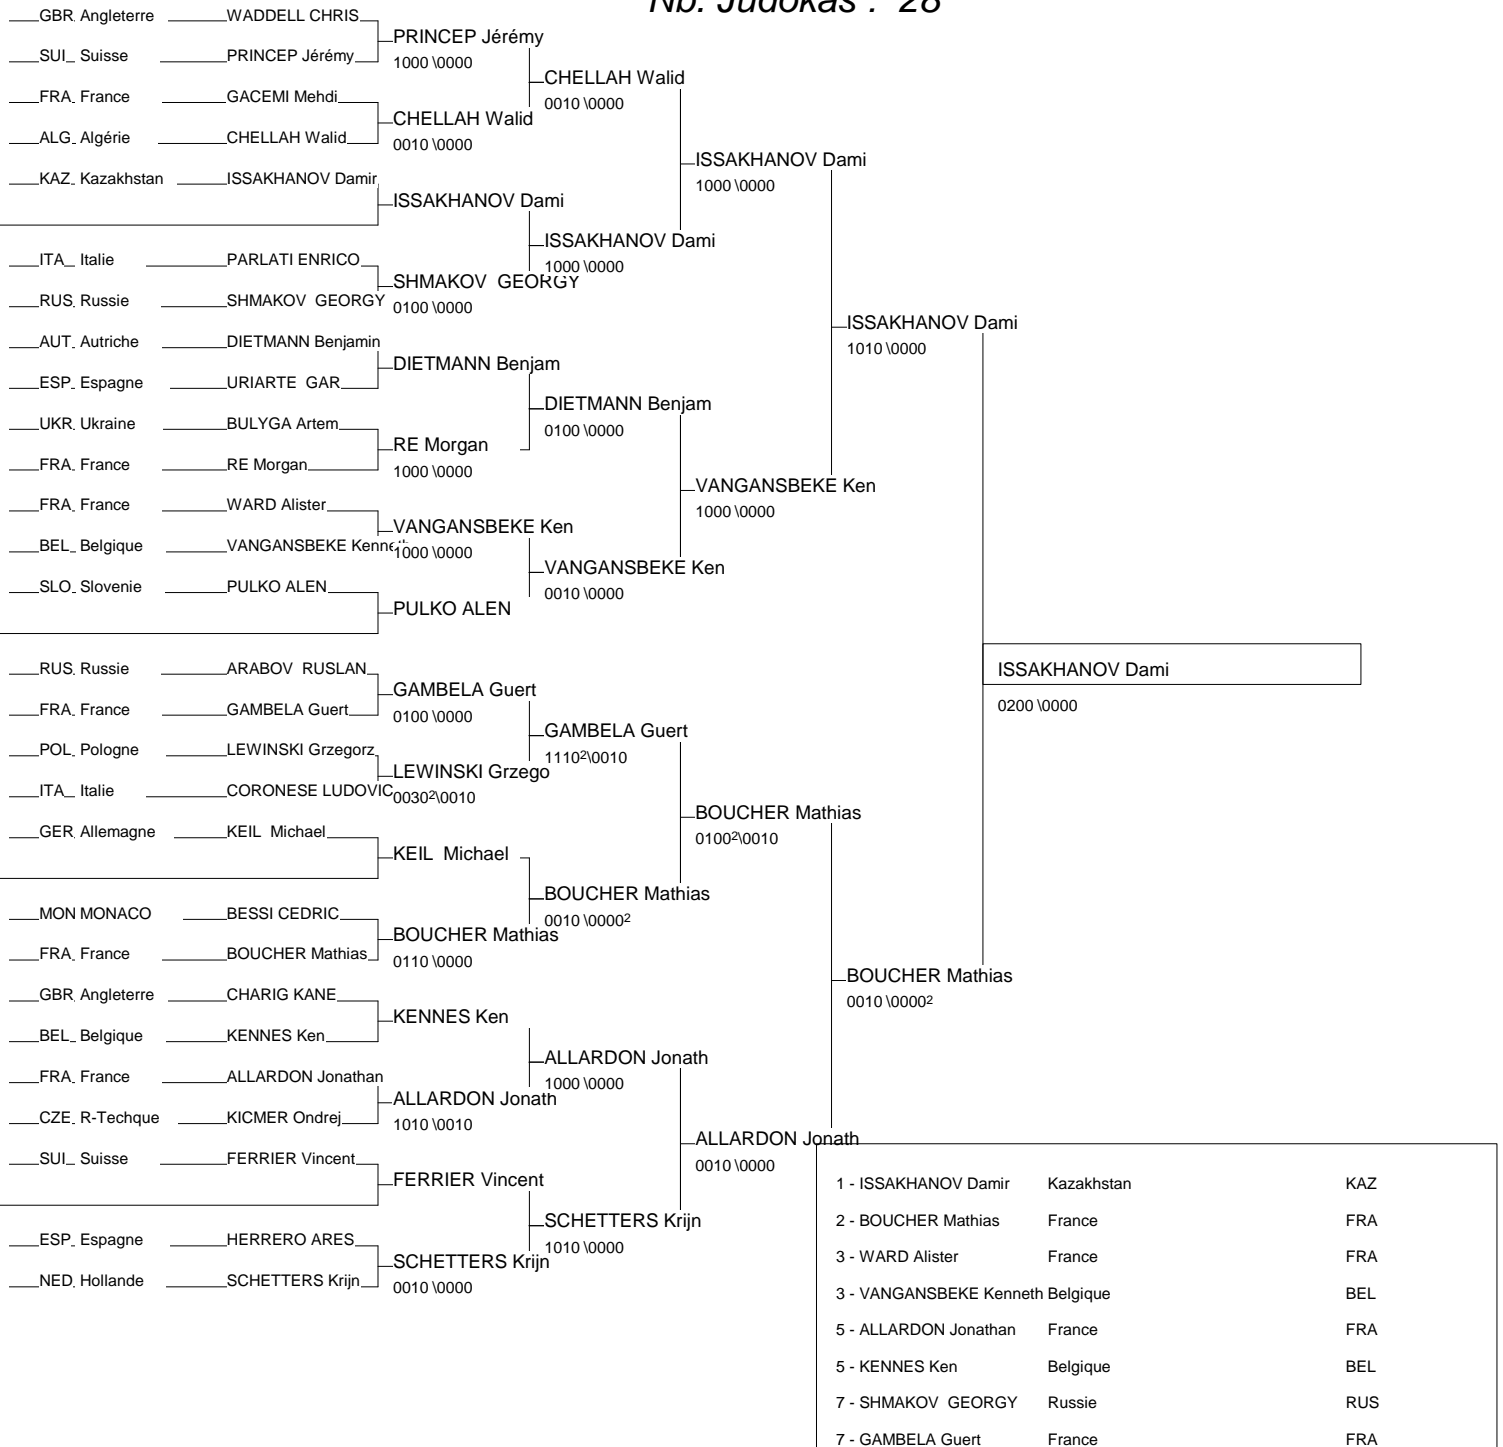 Nb. Judokas : 28
GBR Angleterre WADDELL CHRIS
PRINCEP Jérémy
SUI Suisse PRINCEP Jérémy
1000 \0000
CHELLAH Walid
FRA France GACEMI Mehdi
0010 \0000
CHELLAH Walid
ALG Algérie CHELLAH Walid
0010 \0000
ISSAKHANOV Dami
KAZ Kazakhstan ISSAKHANOV Damir
1000 \0000
ISSAKHANOV Dami
ISSAKHANOV Dami
ITA Italie PARLATI ENRICO
1000 \0000
SHMAKOV GEORGY
RUS Russie SHMAKOV GEORGY
0100 \0000
ISSAKHANOV Dami
AUT Autriche DIETMANN Benjamin
1010 \0000
DIETMANN Benjam
ESP Espagne URIARTE GAR
DIETMANN Benjam
UKR Ukraine BULYGA Artem
0100 \0000
RE Morgan
FRA France RE Morgan
1000 \0000
VANGANSBEKE Ken
FRA France WARD Alister
1000 \0000
VANGANSBEKE Ken
BEL Belgique VANGANSBEKE Kenneth
1000 \0000
VANGANSBEKE Ken
SLO Slovenie PULKO ALEN
0010 \0000
PULKO ALEN
RUS Russie ARABOV RUSLAN
ISSAKHANOV Dami
GAMBELA Guert
0200 \0000
FRA France GAMBELA Guert
0100 \0000
GAMBELA Guert
POL Pologne LEWINSKI Grzegorz
1110²\0010
LEWINSKI Grzego
ITA Italie CORONESE LUDOVIC
0030²\0010
BOUCHER Mathias
GER Allemagne KEIL Michael
0100²\0010
KEIL Michael
BOUCHER Mathias
MON MONACO BESSI CEDRIC
0010 \0000²
BOUCHER Mathias
FRA France BOUCHER Mathias
0110 \0000
BOUCHER Mathias
GBR Angleterre CHARIG KANE
0010 \0000²
KENNES Ken
BEL Belgique KENNES Ken
ALLARDON Jonath
FRA France ALLARDON Jonathan
1000 \0000
ALLARDON Jonath
CZE R-Techque KICMER Ondrej
1010 \0010
ALLARDON Jonath
SUI Suisse FERRIER Vincent
0010 \0000
FERRIER Vincent
SCHETTERS Krijn
ESP Espagne HERRERO ARES
1010 \0000
SCHETTERS Krijn
NED Hollande SCHETTERS Krijn
0010 \0000
1 - ISSAKHANOV Damir Kazakhstan KAZ
2 - BOUCHER Mathias France FRA
3 - WARD Alister France FRA
3 - VANGANSBEKE Kenneth Belgique BEL
5 - ALLARDON Jonathan France FRA
5 - KENNES Ken Belgique BEL
7 - SHMAKOV GEORGY Russie RUS
7 - GAMBELA Guert France FRA